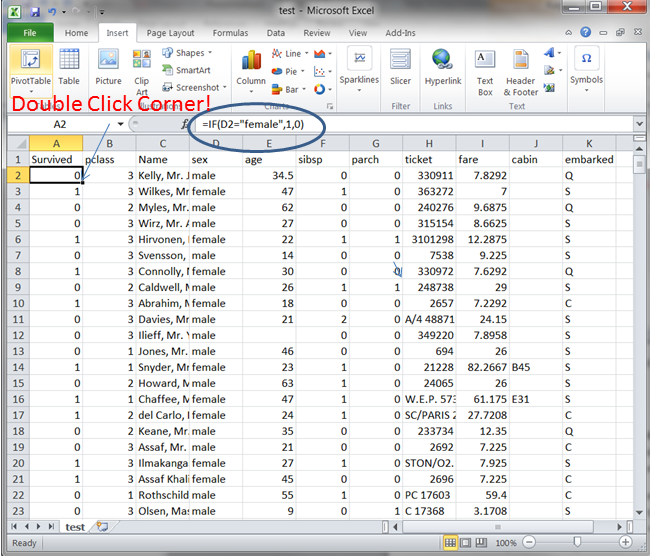 test - Microsoft Excel
File Home Insert Page Layout Formulas Data Review View Add-Ins
PivotTable Table Picture Clip Art Shapes SmartArt Screenshot Column Line Pie Bar Sparklines Slicer Hyperlink Text Box Header & Footer Symbols
Double Click Corner!
Filter Links Text
A2 =IF(D2="female",1,0)
A B C D E F G H I J K
1 Survived pclass Name sex age sibsp parch ticket fare cabin embarked
2 0 3 Kelly, Mr. J male 34.5 0 0 330911 7.8292 Q
3 1 3 Wilkes, Mr female 47 1 0 363272 7 S
4 0 2 Myles, Mr. male 62 0 0 240276 9.6875 Q
5 0 3 Wirz, Mr. A male 27 0 0 315154 8.6625 S
6 1 3 Hirvonen, female 22 1 1 3101298 12.2875 S
7 0 3 Svensson, male 14 0 0 7538 9.225 S
8 1 3 Connolly, female 30 0 0 330972 7.6292 Q
9 0 2 Caldwell, M male 26 1 1 248738 29 S
10 1 3 Abrahim, M female 18 0 0 2657 7.2292 C
11 0 3 Davies, Mr. male 21 2 0 A/4 48871 24.15 S
12 0 3 Ilieff, Mr. Y male 0 0 349220 7.8958 S
13 0 1 Jones, Mr. male 46 0 0 694 26 S
14 1 1 Snyder, Mr female 23 1 0 21228 82.2667 B45 S
15 0 2 Howard, M male 63 1 0 24065 26 S
16 1 1 Chaffee, M female 47 1 0 W.E.P. 573 61.175 E31 S
17 1 2 del Carlo, female 24 1 0 SC/PARIS 2 27.7208 C
18 0 2 Keane, Mr. male 35 0 0 233734 12.35 Q
19 0 3 Assaf, Mr. male 21 0 0 2692 7.225 C
20 1 3 Ilmakanga female 27 1 0 STON/O2. 7.925 S
21 1 3 Assaf Khali female 45 0 0 2696 7.225 C
22 0 1 Rothschild male 55 1 0 PC 17603 59.4 C
23 0 3 Olsen, Mas male 9 0 1 C 17368 3.1708 S
test
Ready 100%